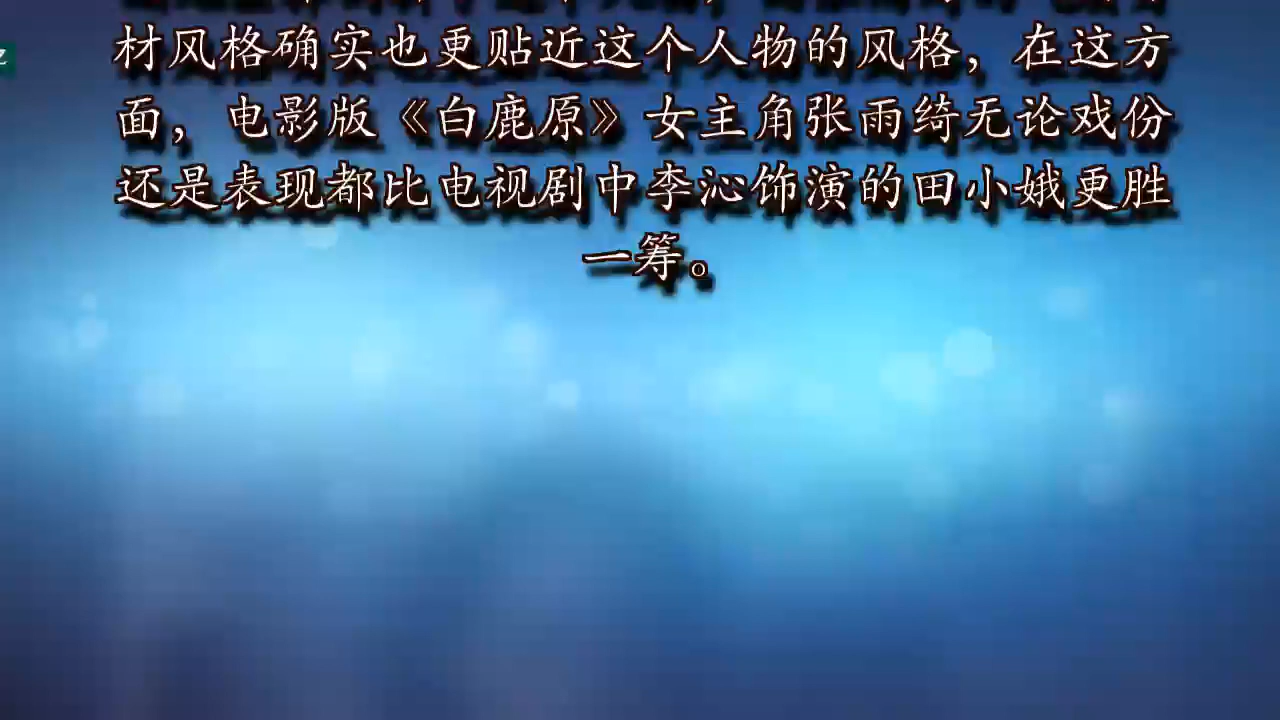 材风格确实也更贴近这个人物的风格，在这方
面，电影版《白鹿原》女主角张雨绮无论戏份
还是表现都比电视剧中李沁饰演的田小娥更胜
一筹。